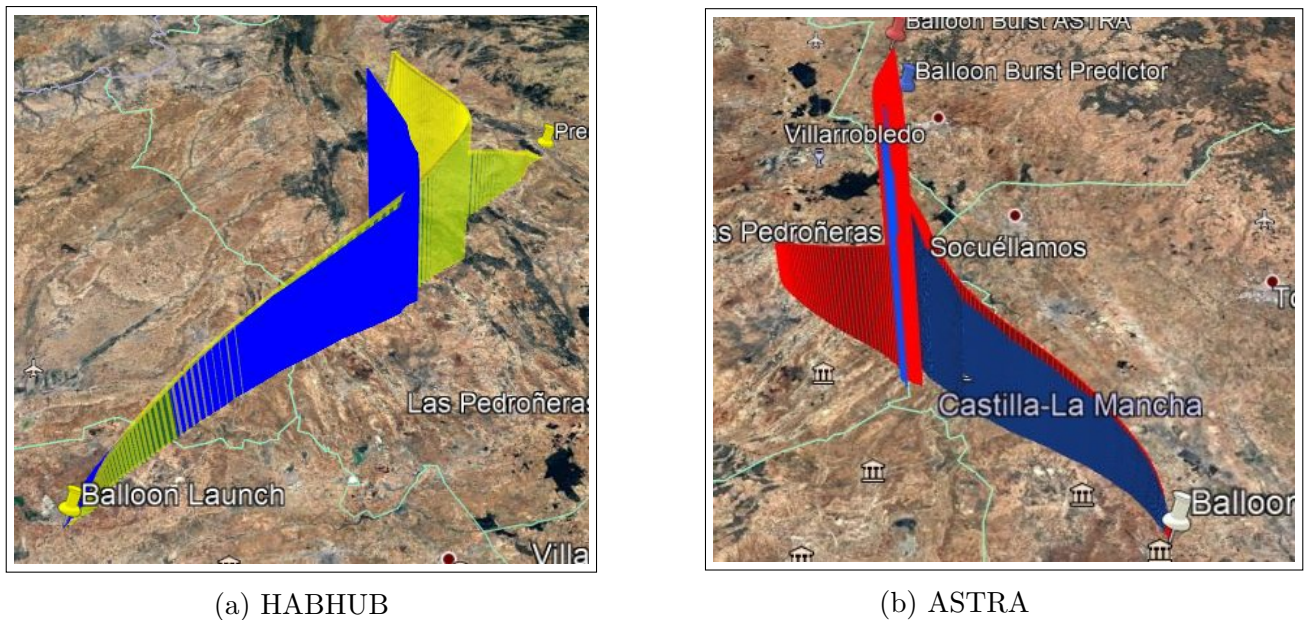 Balloon Launch
Las Pedroñeras
Villa
Pre
(a) HABHUB
Balloon Burst ASTRA
Balloon Burst Predictor
Villarrobledo
as Pedroñeras
Socuéllamos
To
Castilla-La Mancha
Balloon
(b) ASTRA